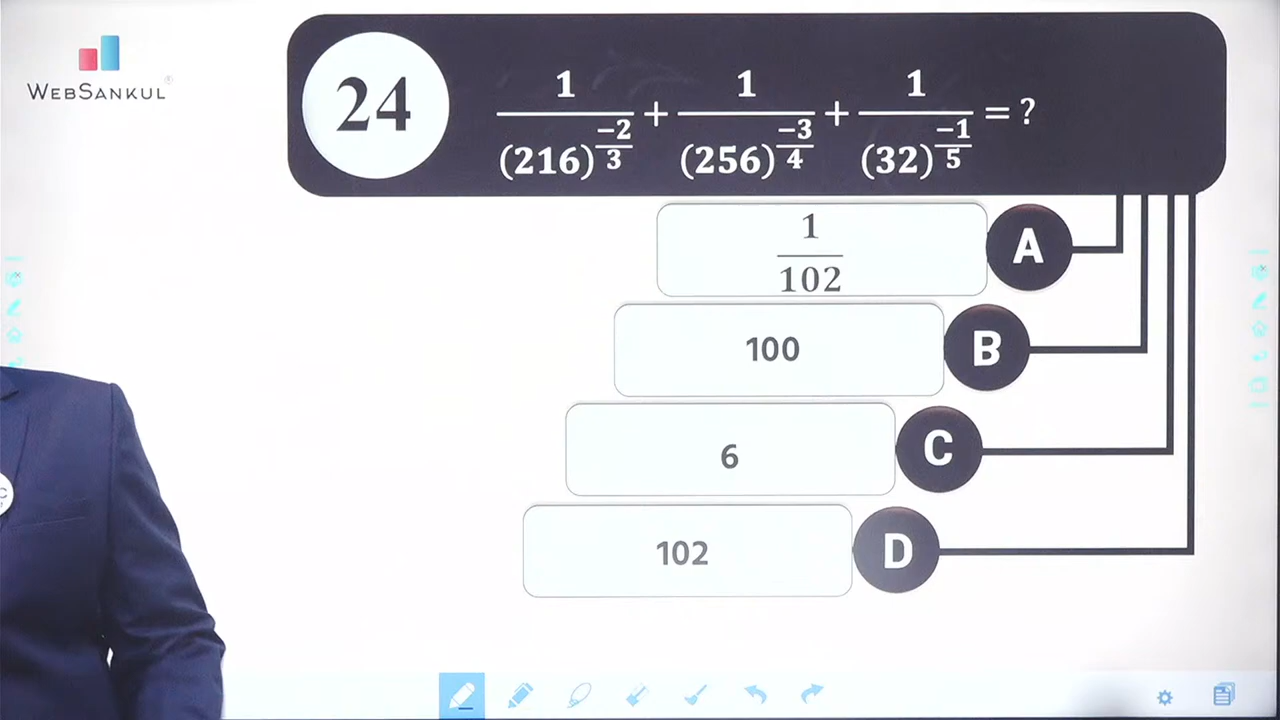 WEBSANKUL
24
1/(216)^(-2/3) + 1/(256)^(-3/4) + 1/(32)^(-1/5) = ?
1/102
A
100
B
6
C
102
D